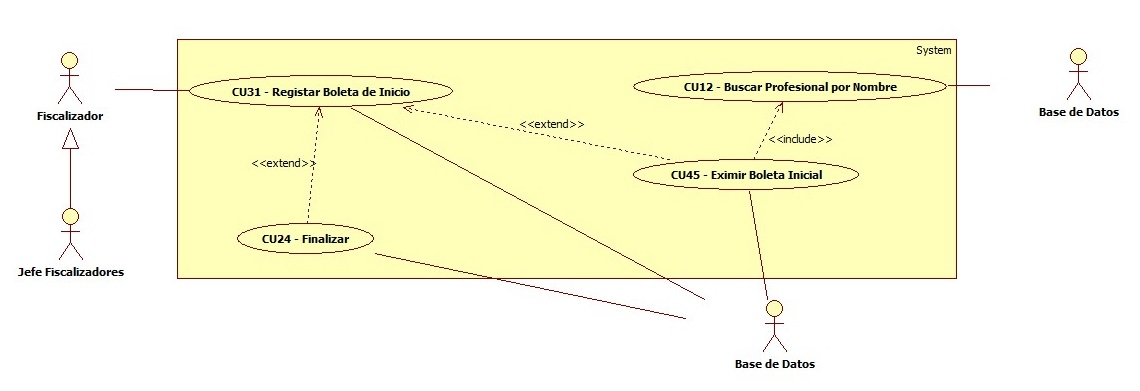 System
CU31 - Registar Boleta de Inicio
CU12 - Buscar Profesional por Nombre
Fiscalizador
Base de Datos
<<extend>>
<<include>>
<<extend>>
CU45 - Eximir Boleta Inicial
CU24 - Finalizar
Jefe Fiscalizadores
Base de Datos